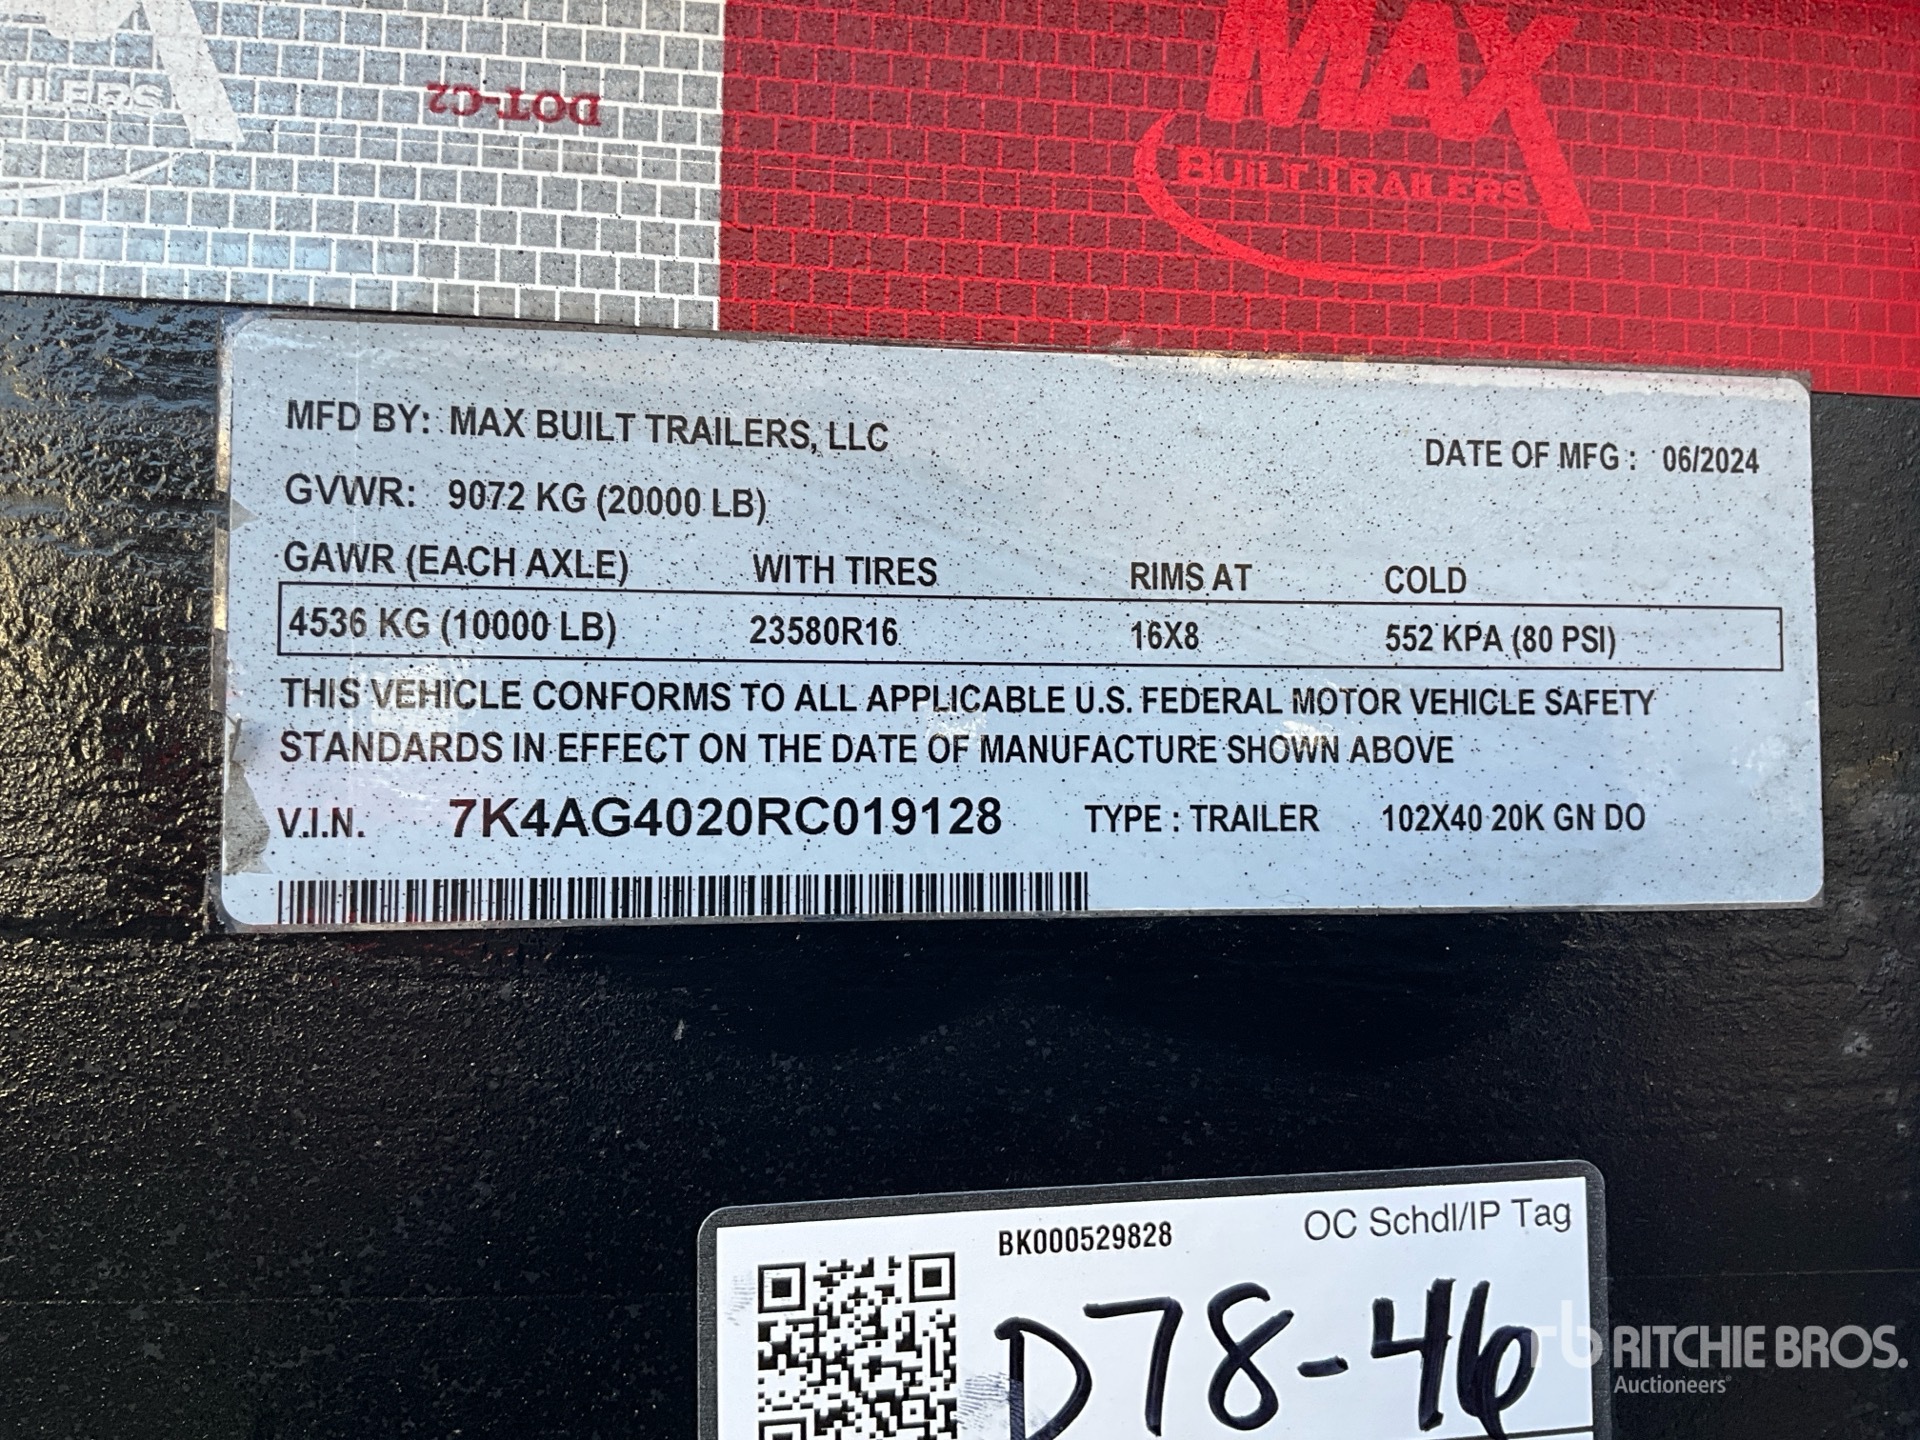 ILERS
DOT-C2
MAX
BUILT TRAILERS
MFD BY: MAX BUILT TRAILERS, LLC
DATE OF MFG : 06/2024
GVWR: 9072 KG (20000 LB)
GAWR (EACH AXLE) WITH TIRES RIMS AT COLD
4536 KG (10000 LB) 23580R16 16X8 552 KPA (80 PSI)
THIS VEHICLE CONFORMS TO ALL APPLICABLE U.S. FEDERAL MOTOR VEHICLE SAFETY
STANDARDS IN EFFECT ON THE DATE OF MANUFACTURE SHOWN ABOVE
V.I.N. 7K4AG4020RC019128 TYPE : TRAILER 102X40 20K GN DO
BK000529828 OC Schdl/IP Tag
D78-46
rb RITCHIE BROS.
Auctioneers